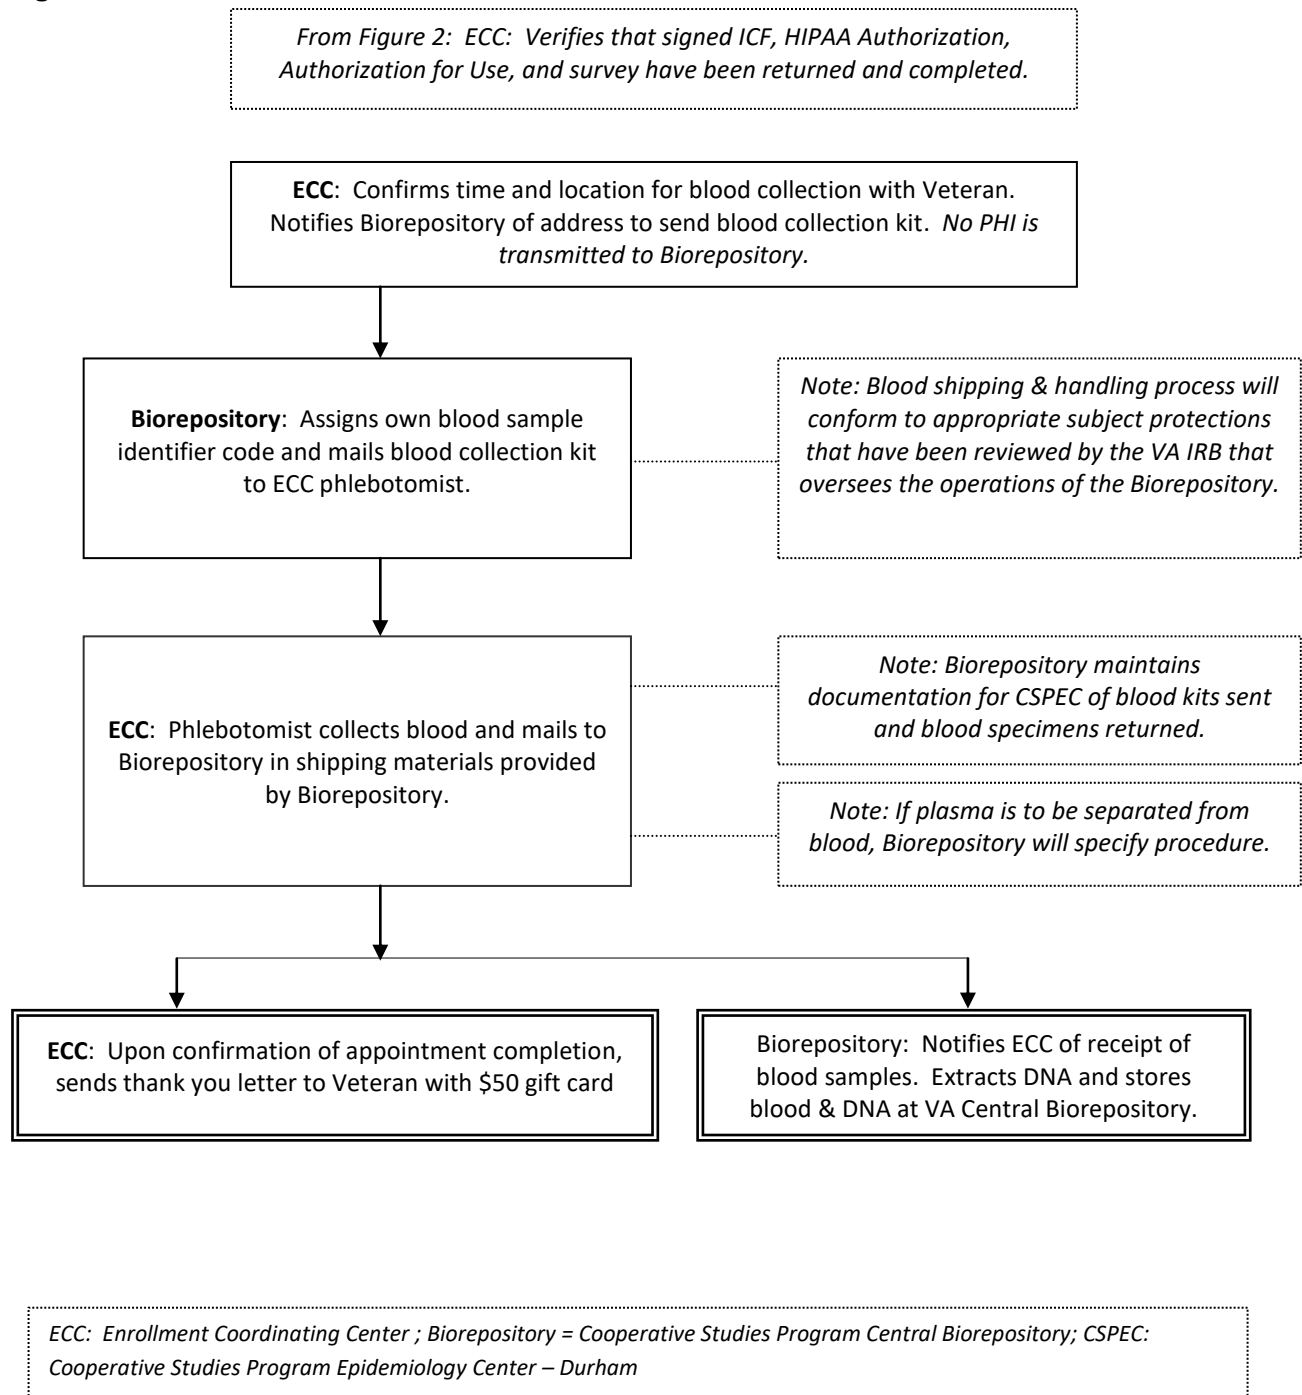 From Figure 2: ECC: Verifies that signed ICF, HIPAA Authorization,
Authorization for Use, and survey have been returned and completed.
ECC: Confirms time and location for blood collection with Veteran.
Notifies Biorepository of address to send blood collection kit. No PHI is
transmitted to Biorepository.
Biorepository: Assigns own blood sample
identifier code and mails blood collection kit
to ECC phlebotomist.
Note: Blood shipping & handling process will
conform to appropriate subject protections
that have been reviewed by the VA IRB that
oversees the operations of the Biorepository.
ECC: Phlebotomist collects blood and mails to
Biorepository in shipping materials provided
by Biorepository.
Note: Biorepository maintains
documentation for CSPEC of blood kits sent
and blood specimens returned.
Note: If plasma is to be separated from
blood, Biorepository will specify procedure.
ECC: Upon confirmation of appointment completion,
sends thank you letter to Veteran with $50 gift card
Biorepository: Notifies ECC of receipt of
blood samples. Extracts DNA and stores
blood & DNA at VA Central Biorepository.
ECC: Enrollment Coordinating Center ; Biorepository = Cooperative Studies Program Central Biorepository; CSPEC:
Cooperative Studies Program Epidemiology Center – Durham